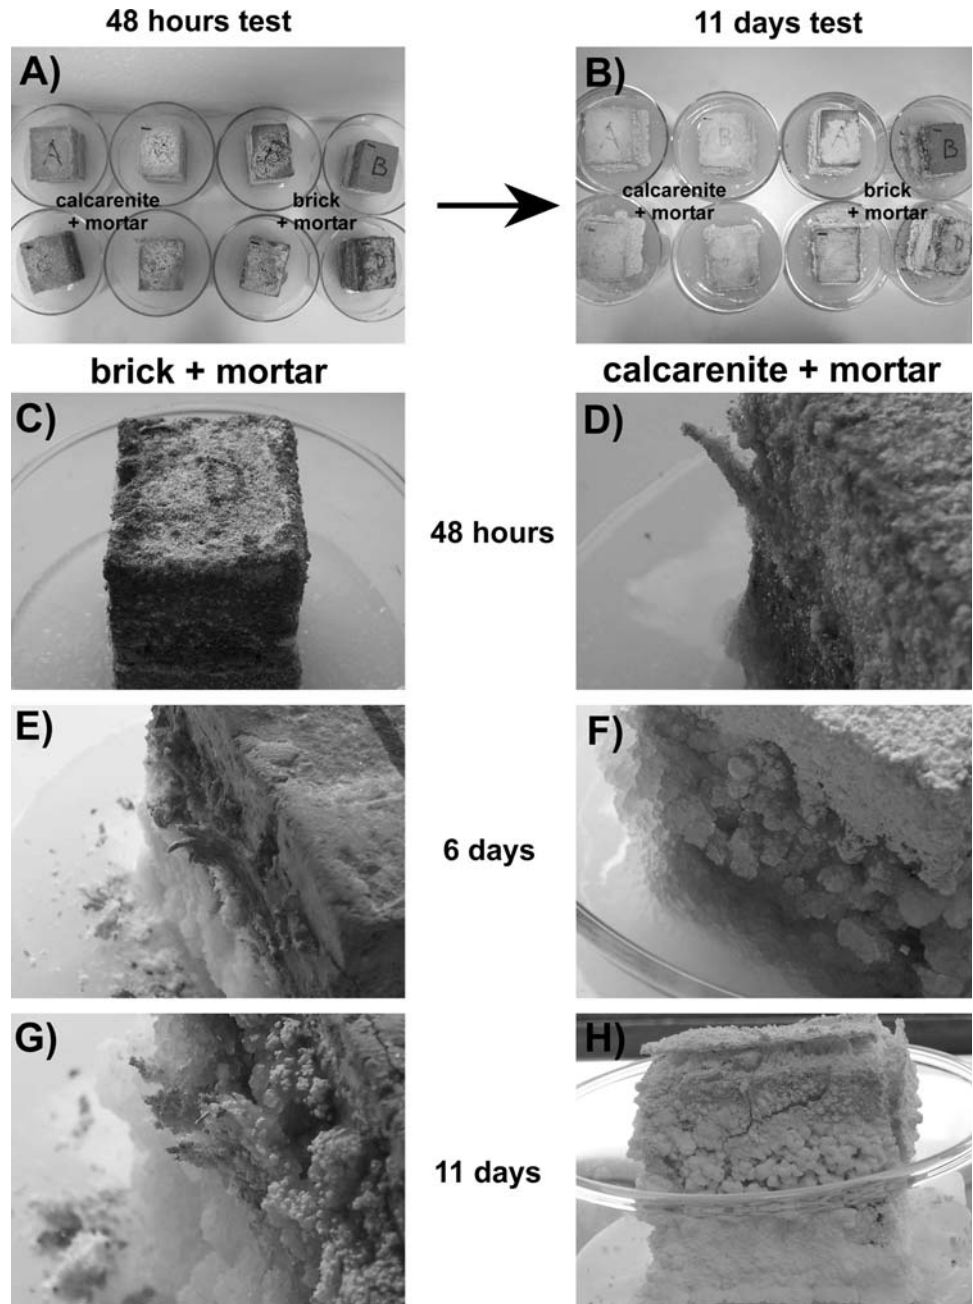 48 hours test
11 days test
A)
B)
A
A
A
B
calcarenite
+ mortar
brick
+ mortar
D
A
B
A
B
calcarenite
+ mortar
brick
+ mortar
D
brick + mortar
calcarenite + mortar
C)
D
D)
48 hours
E)
F)
6 days
G)
H)
11 days